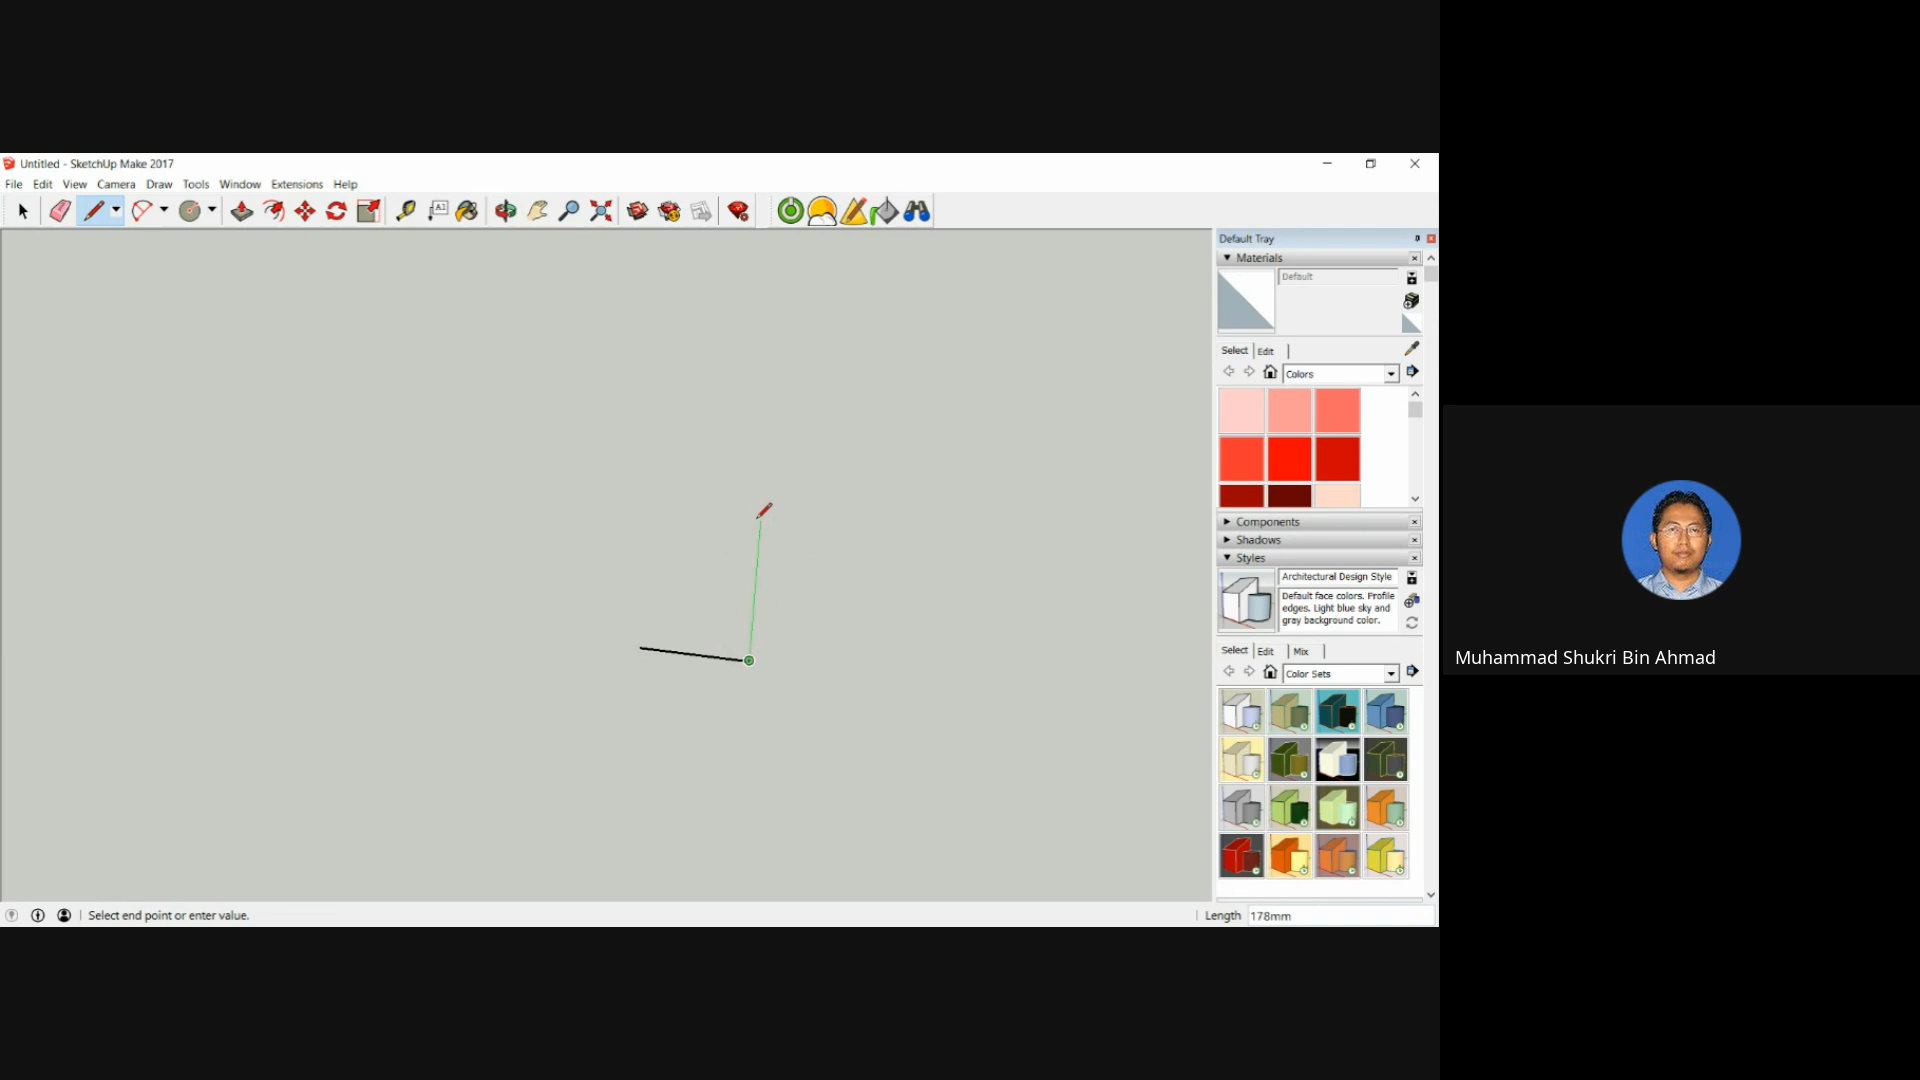 Untitled - SketchUp Make 2017
File Edit View Camera Draw Tools Window Extensions Help
A1
Default Tray
Materials
Default
Select Edit
Colors
Components
Shadows
Styles
Architectural Design Style
Default face colors. Profile
edges. Light blue sky and
gray background color.
Select Edit Mix
Color Sets
Muhammad Shukri Bin Ahmad
Select end point or enter value.
Length 178mm